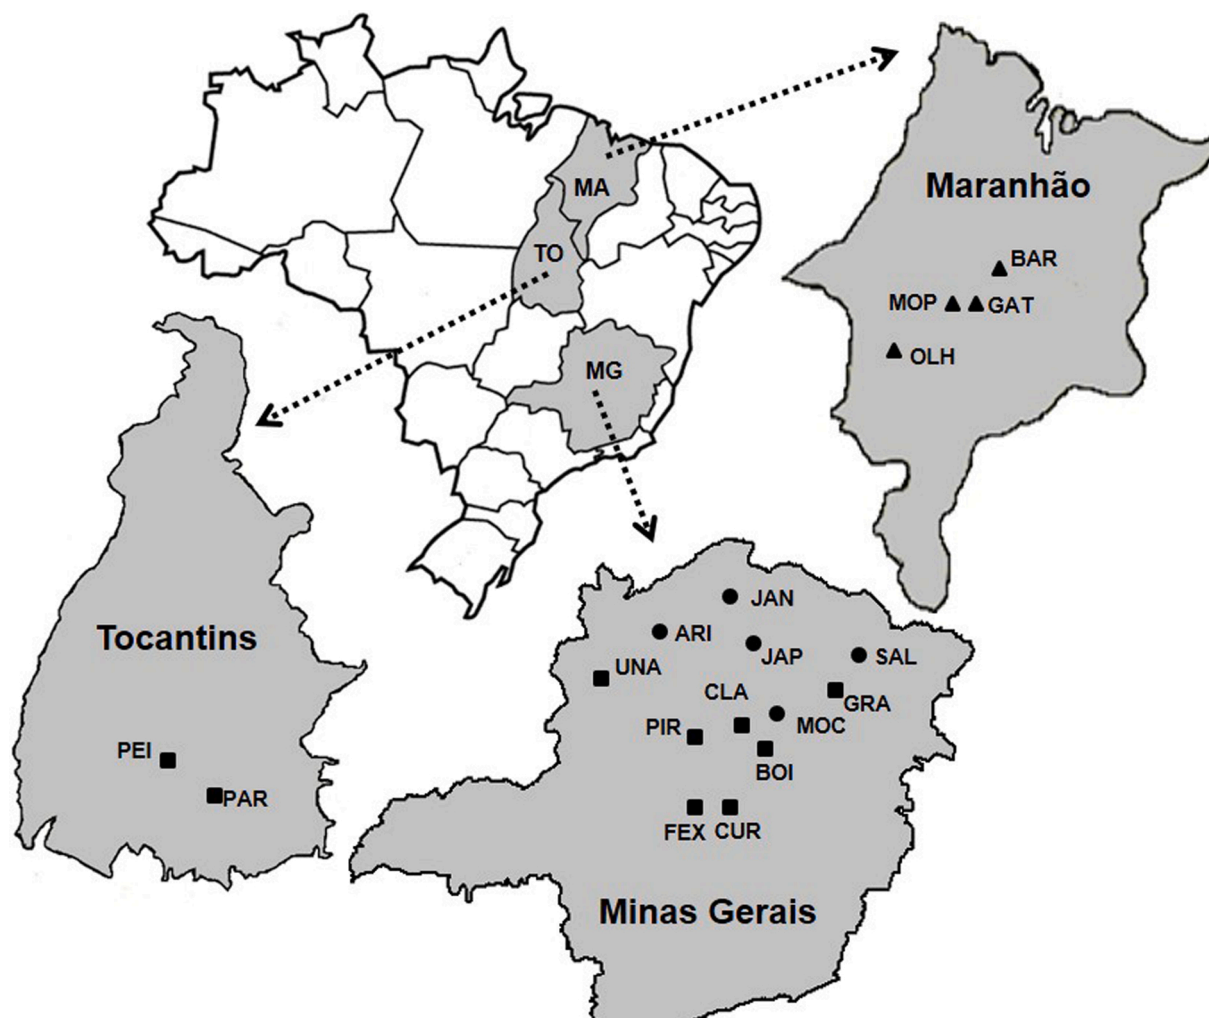 MA
TO
MG
Maranhão
BAR
MOP
GAT
OLH
Tocantins
PEI
PAR
JAN
ARI
JAP
SAL
UNA
CLA
GRA
PIR
MOC
BOI
FEX
CUR
Minas Gerais